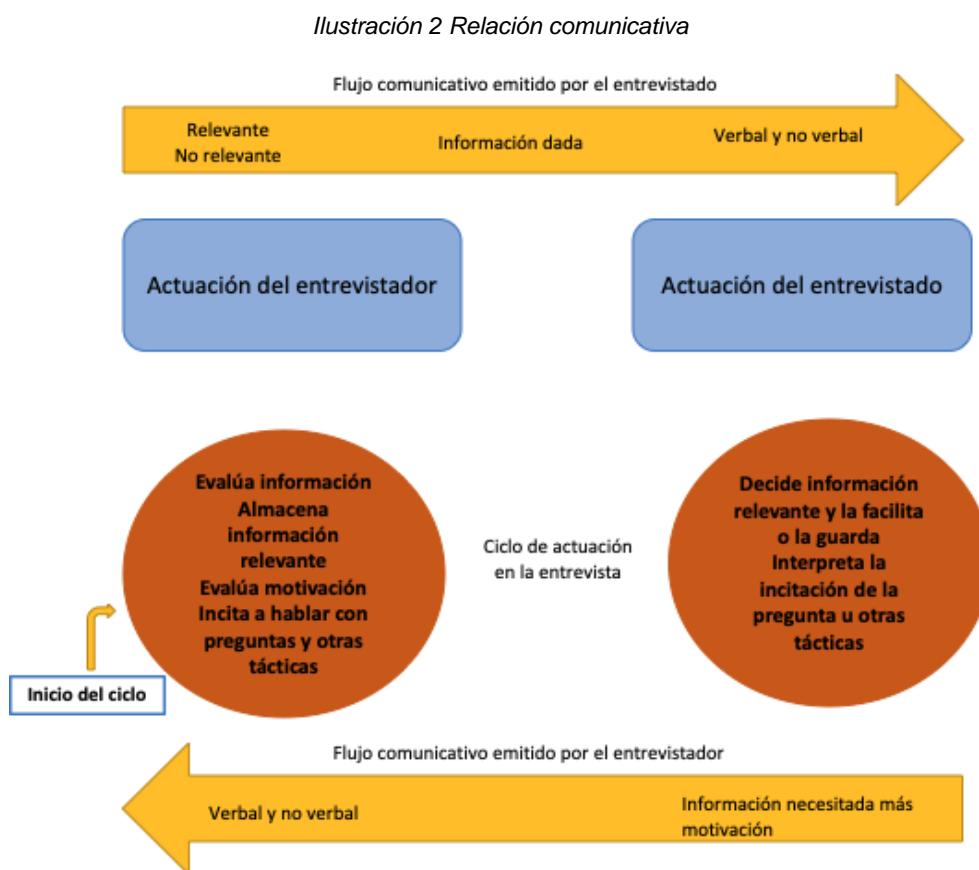 Ilustración 2 Relación comunicativa
Flujo comunicativo emitido por el entrevistado
Relevante
No relevante
Información dada
Verbal y no verbal
Actuación del entrevistador
Actuación del entrevistado
Evalúa información
Almacena
información
relevante
Evalúa motivación
Incita a hablar con
preguntas y otras
tácticas
Ciclo de actuación
en la entrevista
Decide información
relevante y la facilita
o la guarda
Interpreta la
incitación de la
pregunta u otras
tácticas
Inicio del ciclo
Flujo comunicativo emitido por el entrevistador
Verbal y no verbal
Información necesitada más
motivación